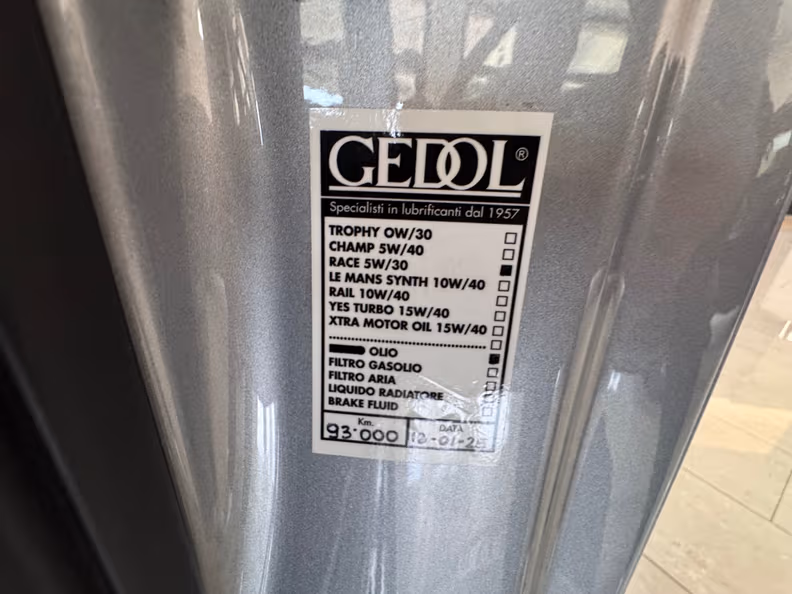 GEDOL®
Specialisti in lubrificanti dal 1957
TROPHY 0W/30
CHAMP 5W/40
RACE 5W/30
LE MANS SYNTH 10W/40
RAIL 10W/40
YES TURBO 15W/40
XTRA MOTOR OIL 15W/40
OLIO
FILTRO GASOLIO
FILTRO ARIA
LIQUIDO RADIATORE
BRAKE FLUID
Km. DATA
93.000